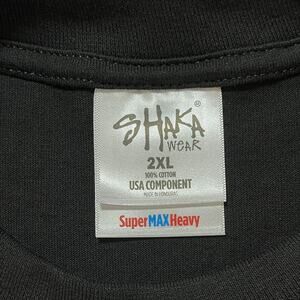 SHAKA®
WEAR
2XL
100% COTTON
USA COMPONENT
MADE IN HONDURAS
SuperMAXHeavy